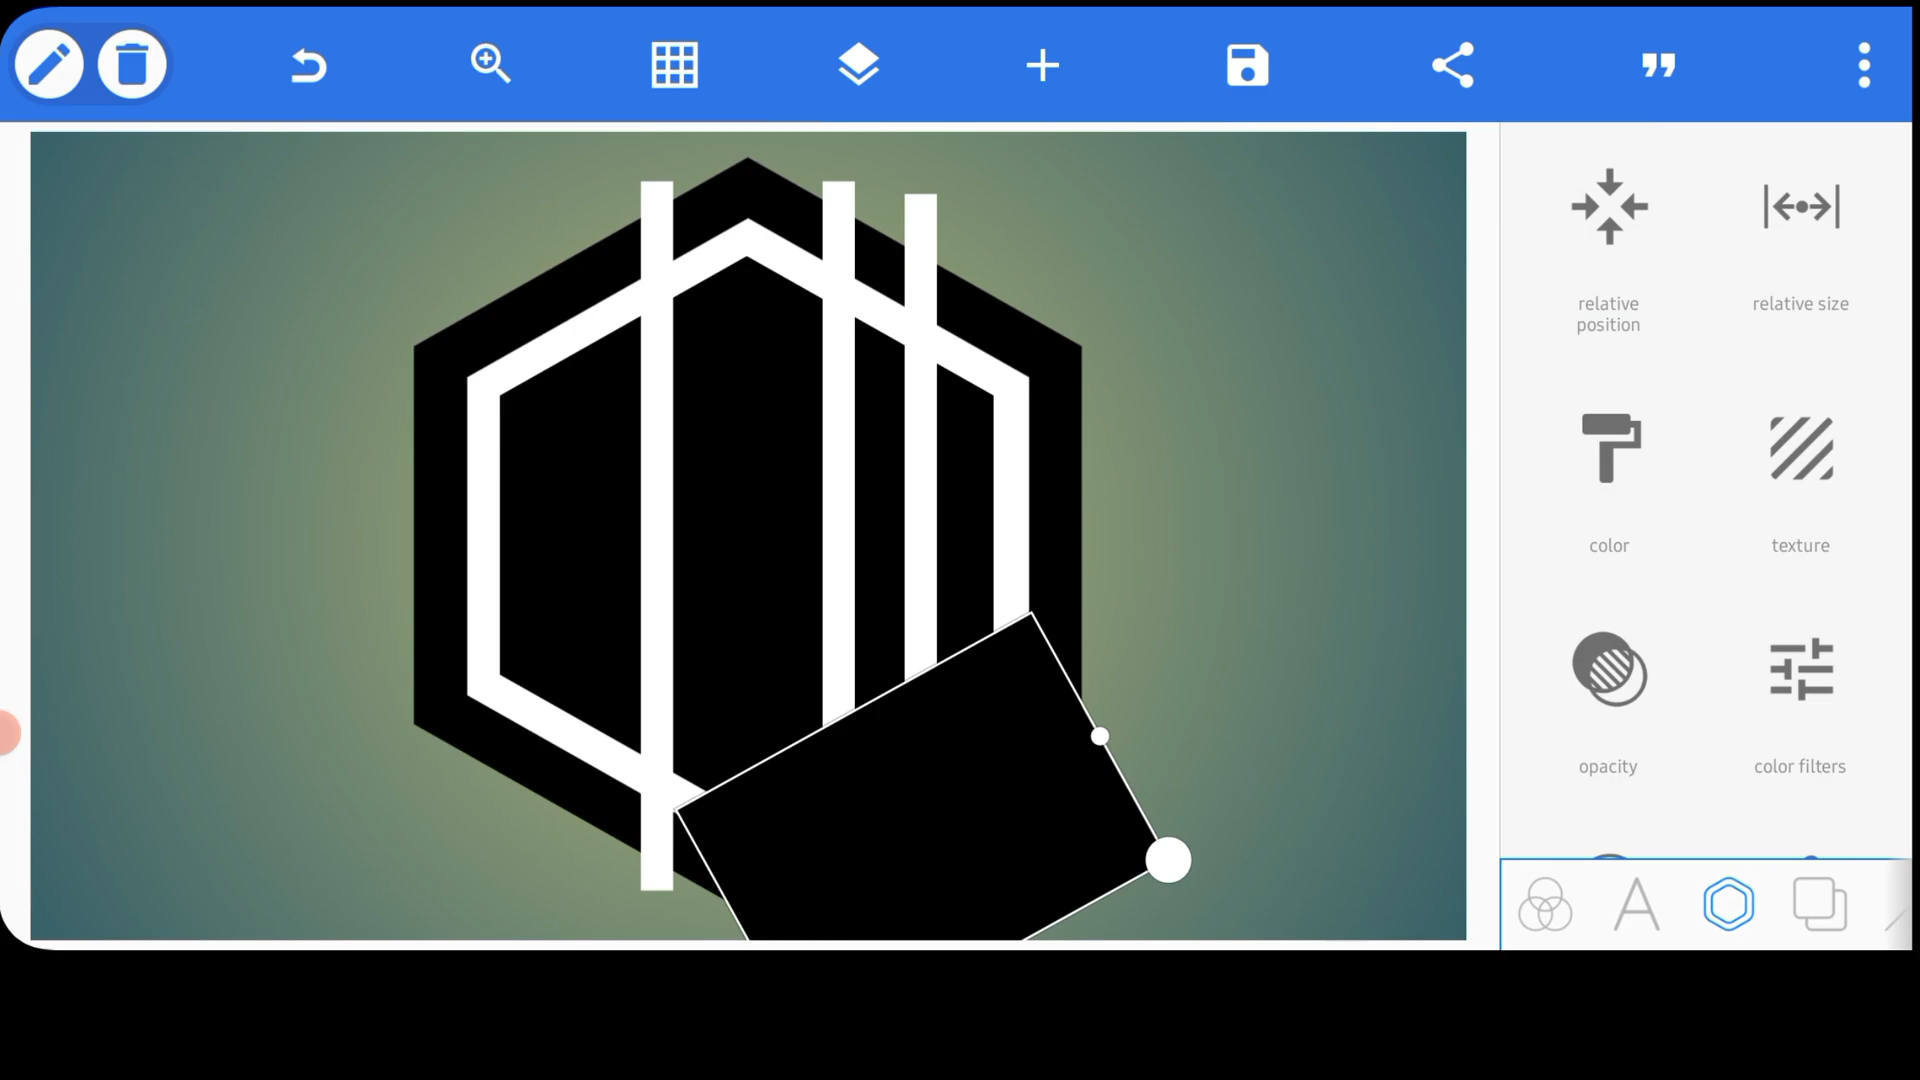 relative
position
relative size
color
texture
opacity
color filters